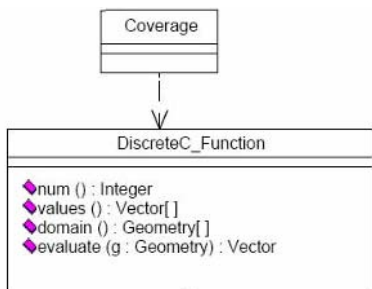 Coverage
DiscreteC_Function
num () : Integer
values () : Vector[ ]
domain () : Geometry[ ]
evaluate (g : Geometry) : Vector